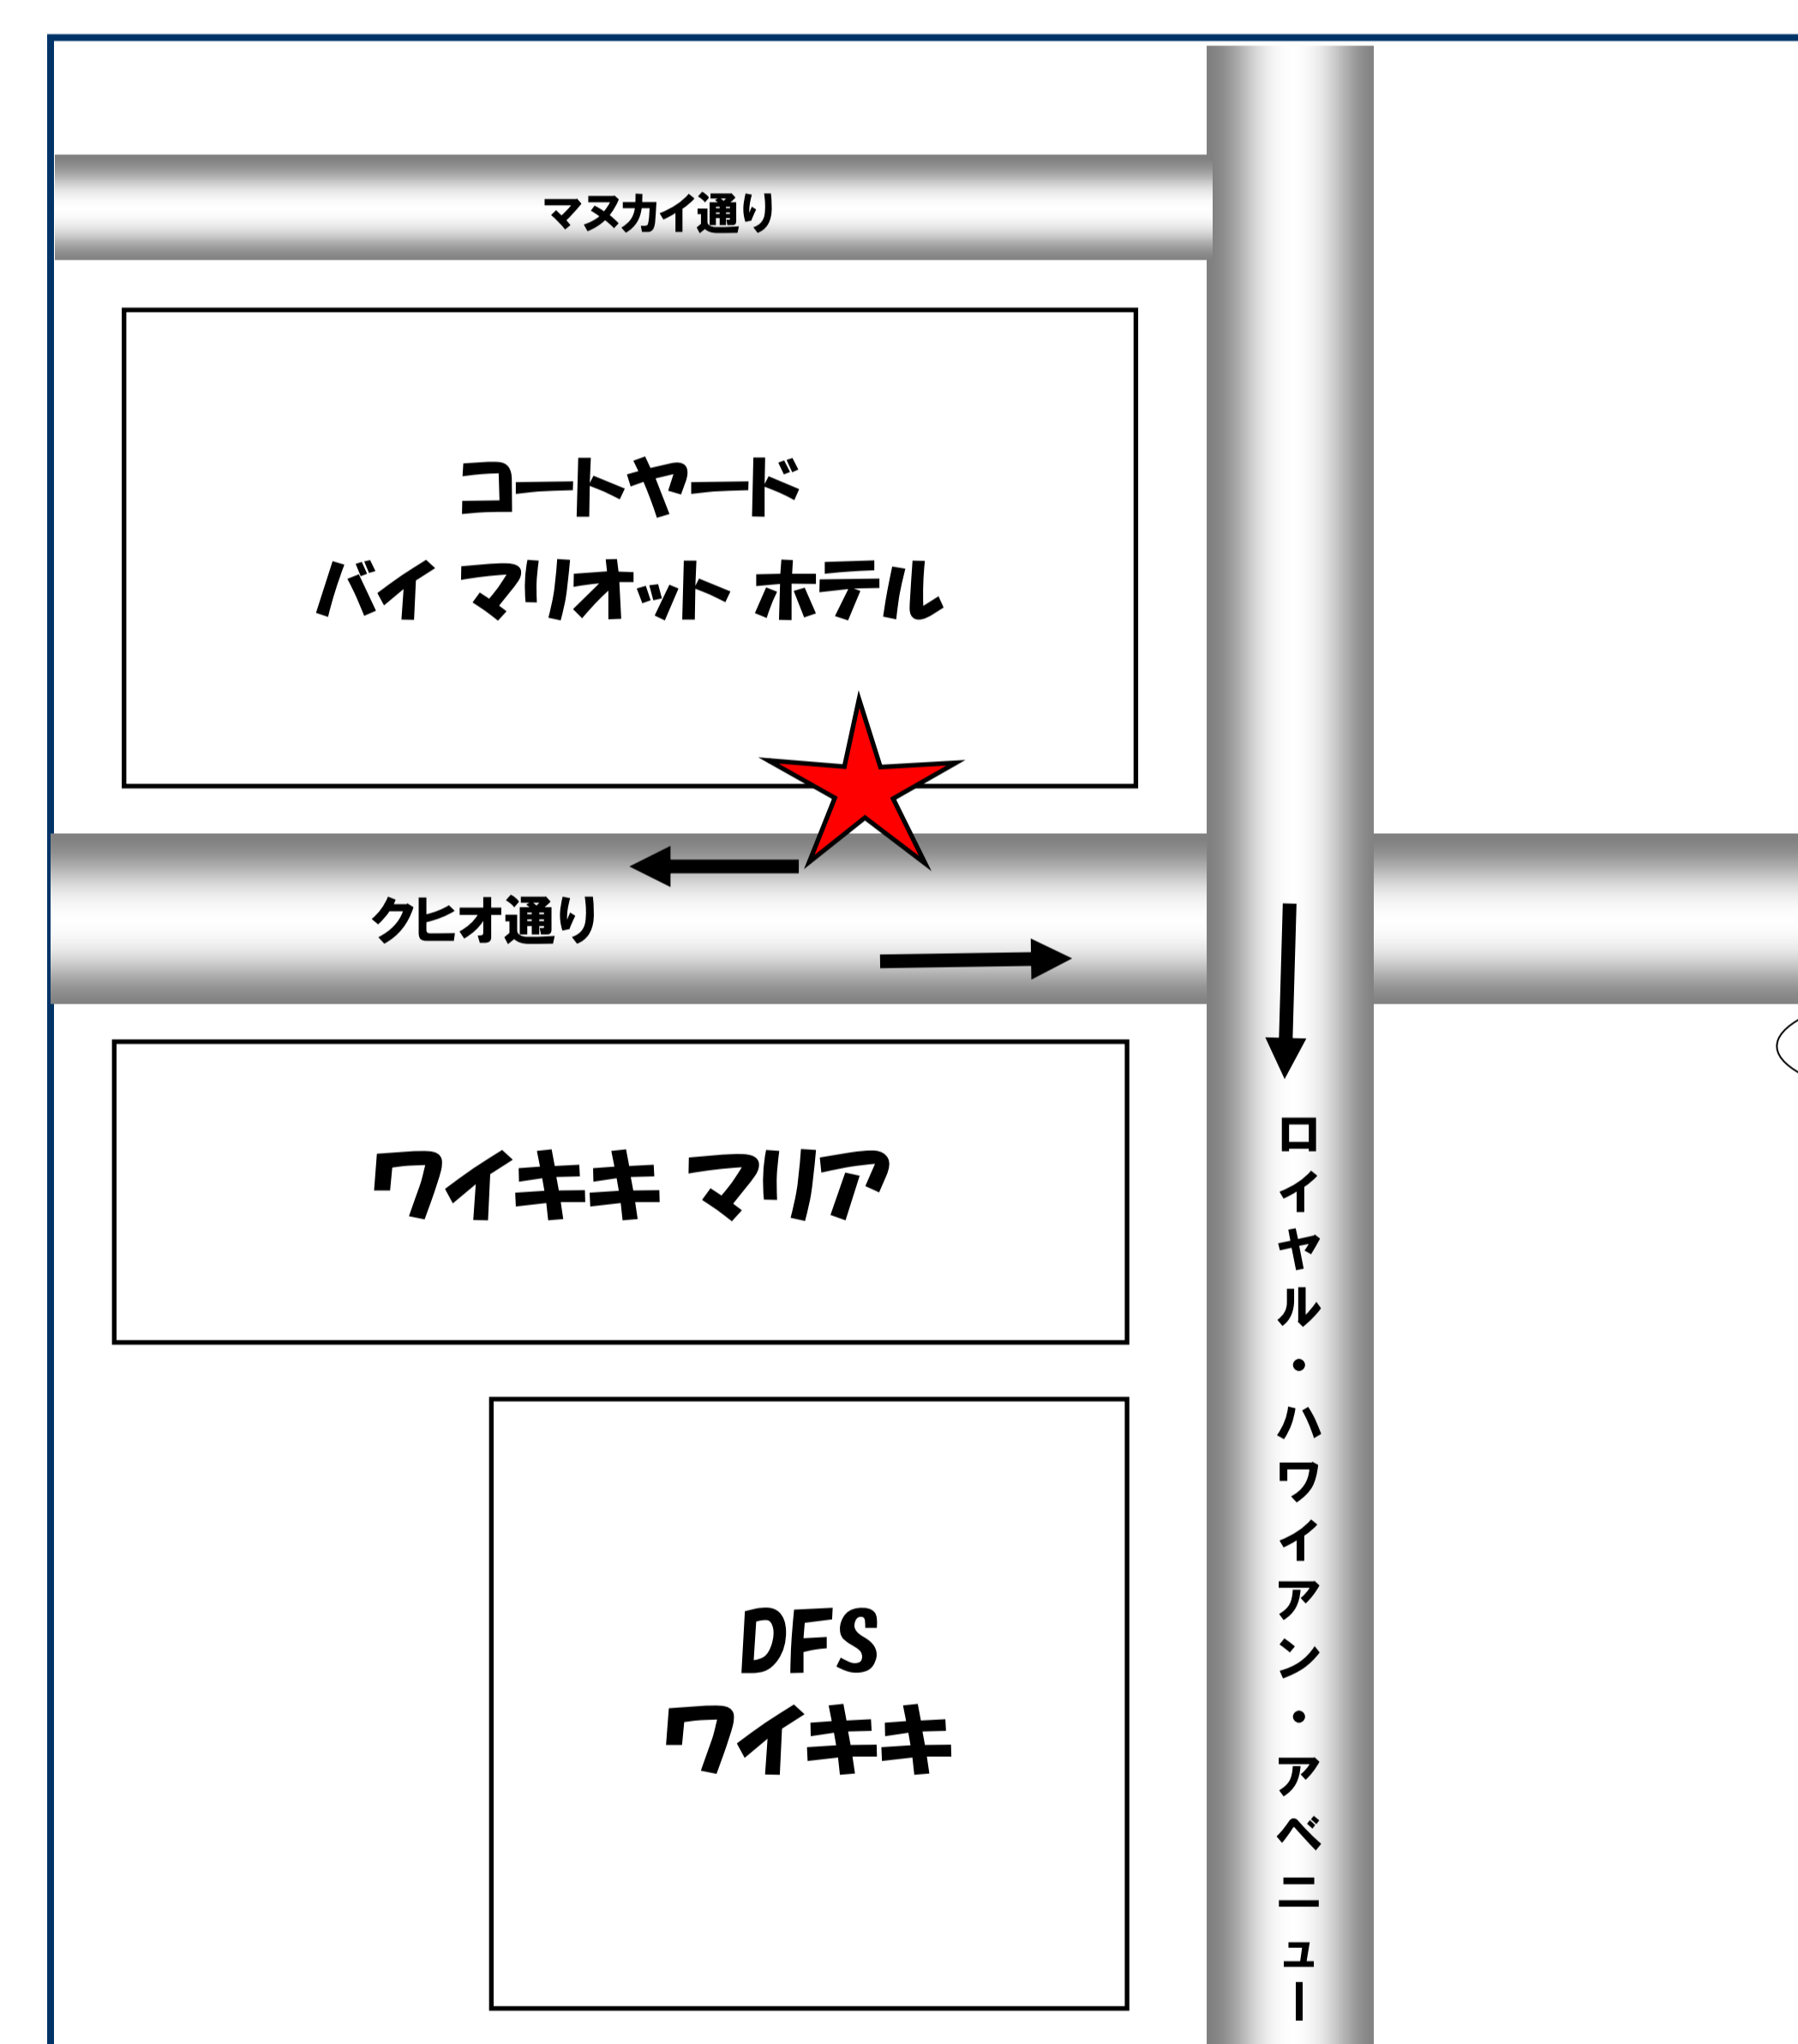 マヌカイ通り
コートヤード
バイ マリオット ホテル
クヒオ通り
ワイキキ マリア
DFS
ワイキキ
ロイヤル・ハワイアン・アベニュー